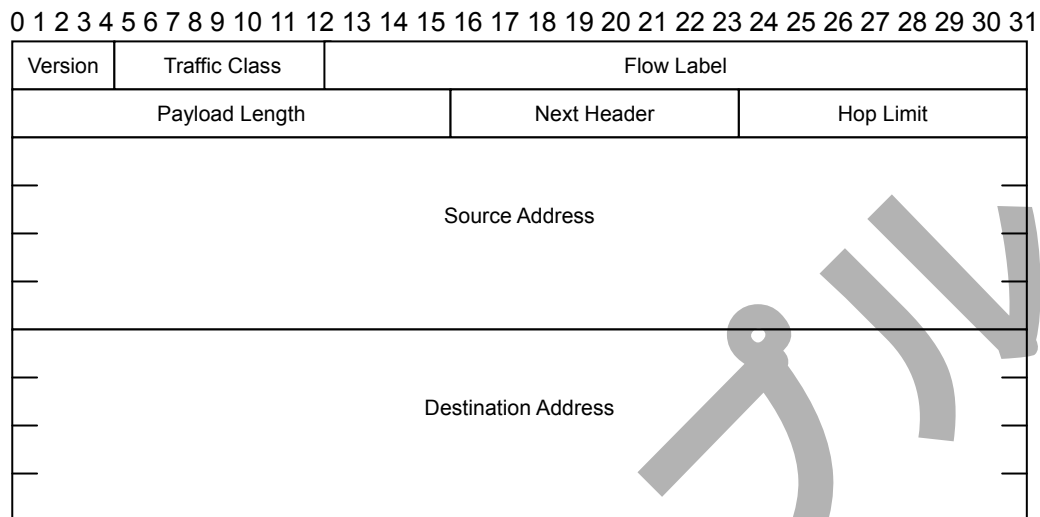 0 1 2 3 4 5 6 7 8 9 10 11 12 13 14 15 16 17 18 19 20 21 22 23 24 25 26 27 28 29 30 31
Version Traffic Class Flow Label
Payload Length Next Header Hop Limit
Source Address
Destination Address
プル